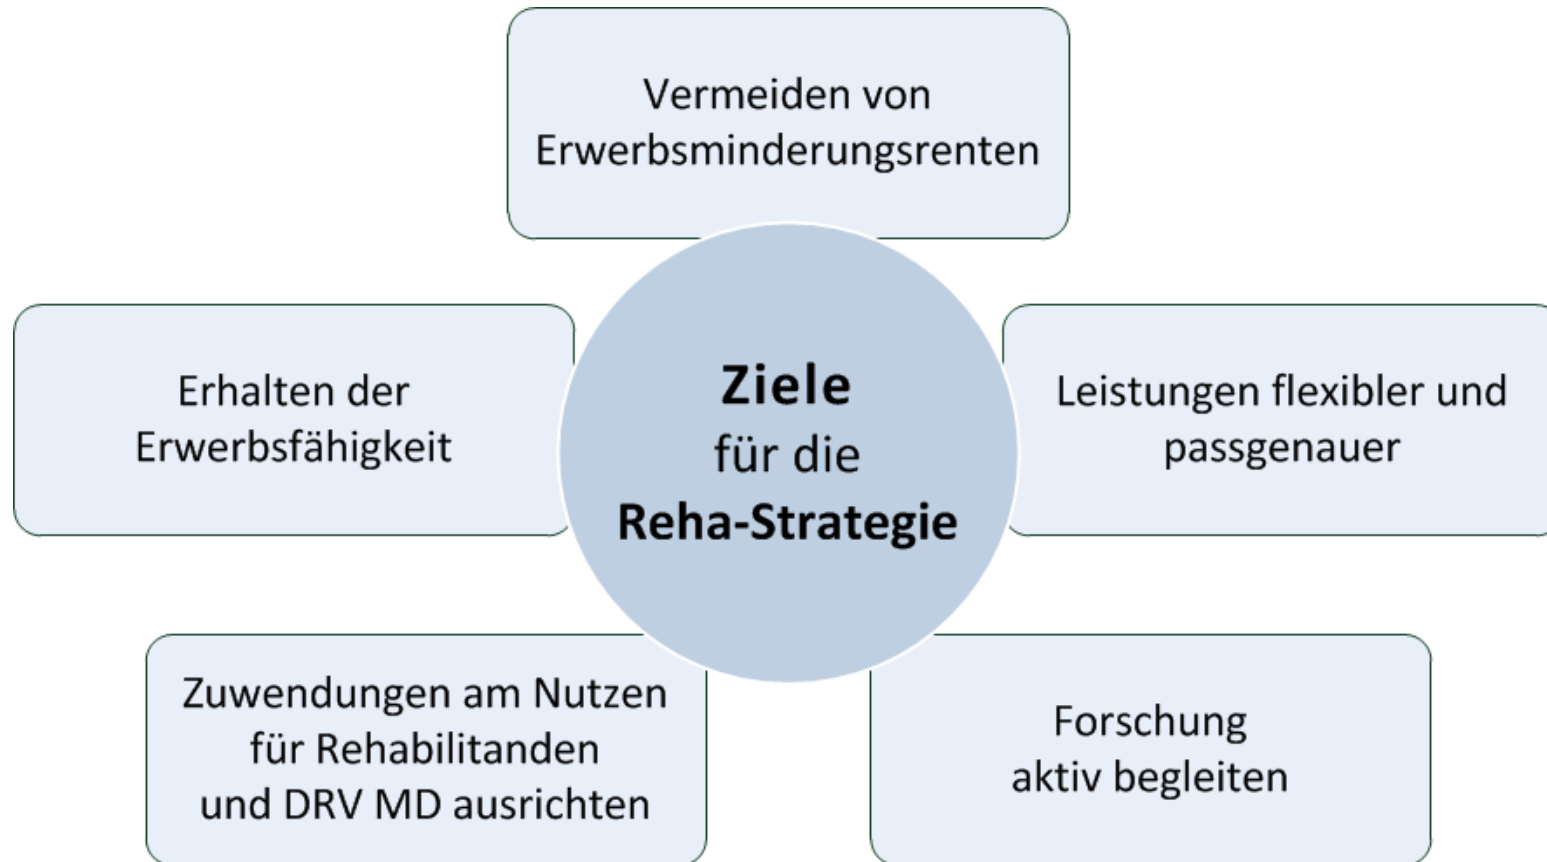 Vermeiden von
Erwerbsminderungsrenten
Erhalten der
Erwerbsfähigkeit
Ziele
für die
Reha-Strategie
Leistungen flexibler und
passgenauer
Zuwendungen am Nutzen
für Rehabilitanden
und DRV MD ausrichten
Forschung
aktiv begleiten